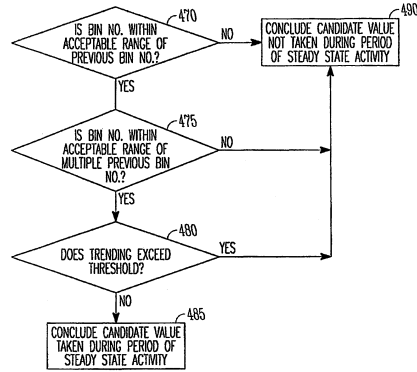 470
IS BIN NO. WITHIN
ACCEPTABLE RANGE OF
PREVIOUS BIN NO.?
NO
490
CONCLUDE CANDIDATE VALUE
NOT TAKEN DURING PERIOD
OF STEADY STATE ACTIVITY
YES
475
IS BIN NO. WITHIN
ACCEPTABLE RANGE OF
MULTIPLE PREVIOUS BIN
NO.?
NO
YES
480
DOES TRENDING EXCEED
THRESHOLD?
YES
NO
485
CONCLUDE CANDIDATE VALUE
TAKEN DURING PERIOD OF
STEADY STATE ACTIVITY